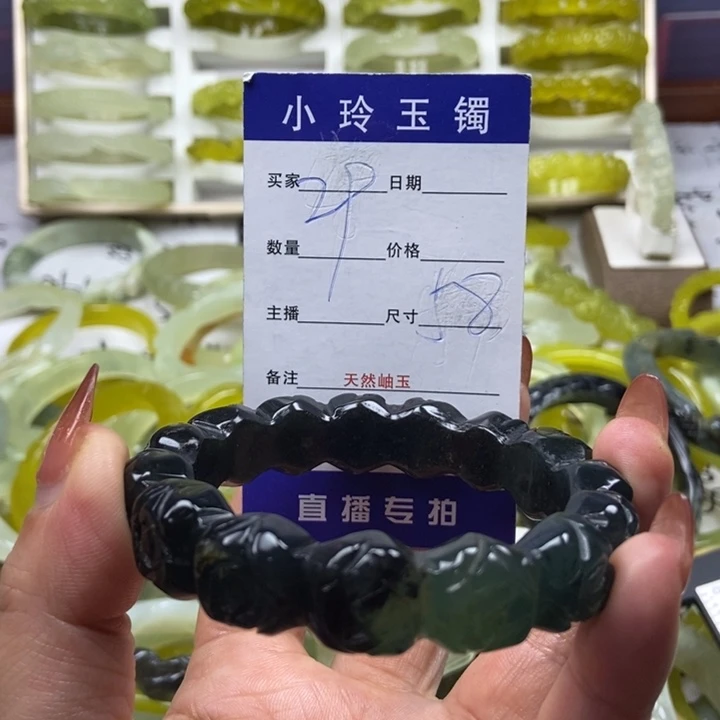 小玲玉镯
买家 29 日期
数量 价格
主播 尺寸 58
备注 天然岫玉
直播专拍